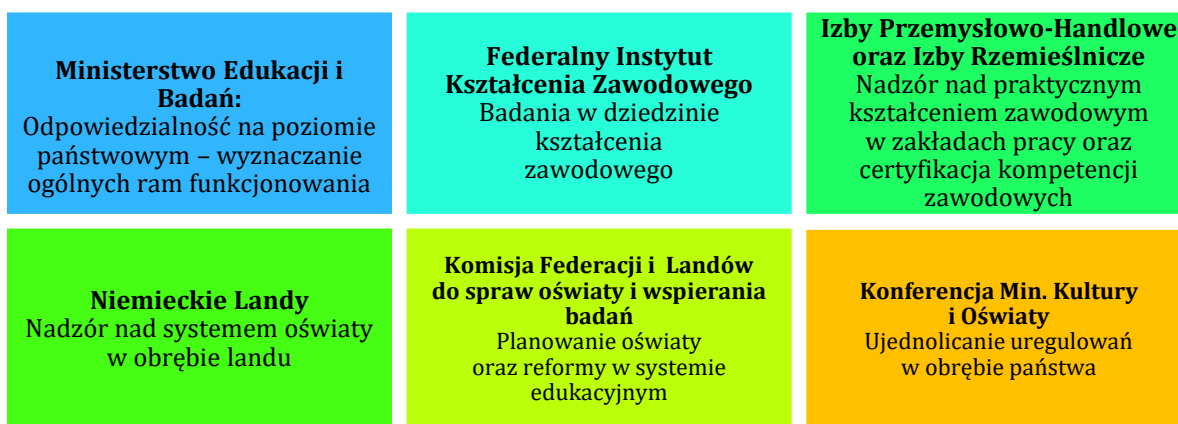 Ministerstwo Edukacji i
Badań:
Odpowiedzialność na poziomie
państwowym – wyznaczanie
ogólnych ram funkcjonowania
Federalny Instytut
Kształcenia Zawodowego
Badania w dziedzinie
kształcenia
zawodowego
Izby Przemysłowo-Handlowe
oraz Izby Rzemieślnicze
Nadzór nad praktycznym
kształceniem zawodowym
w zakładach pracy oraz
certyfikacja kompetencji
zawodowych
Niemieckie Landy
Nadzór nad systemem oświaty
w obrębie landu
Komisja Federacji i Landów
do spraw oświaty i wspierania
badań
Planowanie oświaty
oraz reformy w systemie
edukacyjnym
Konferencja Min. Kultury
i Oświaty
Ujednolicanie uregulowań
w obrębie państwa